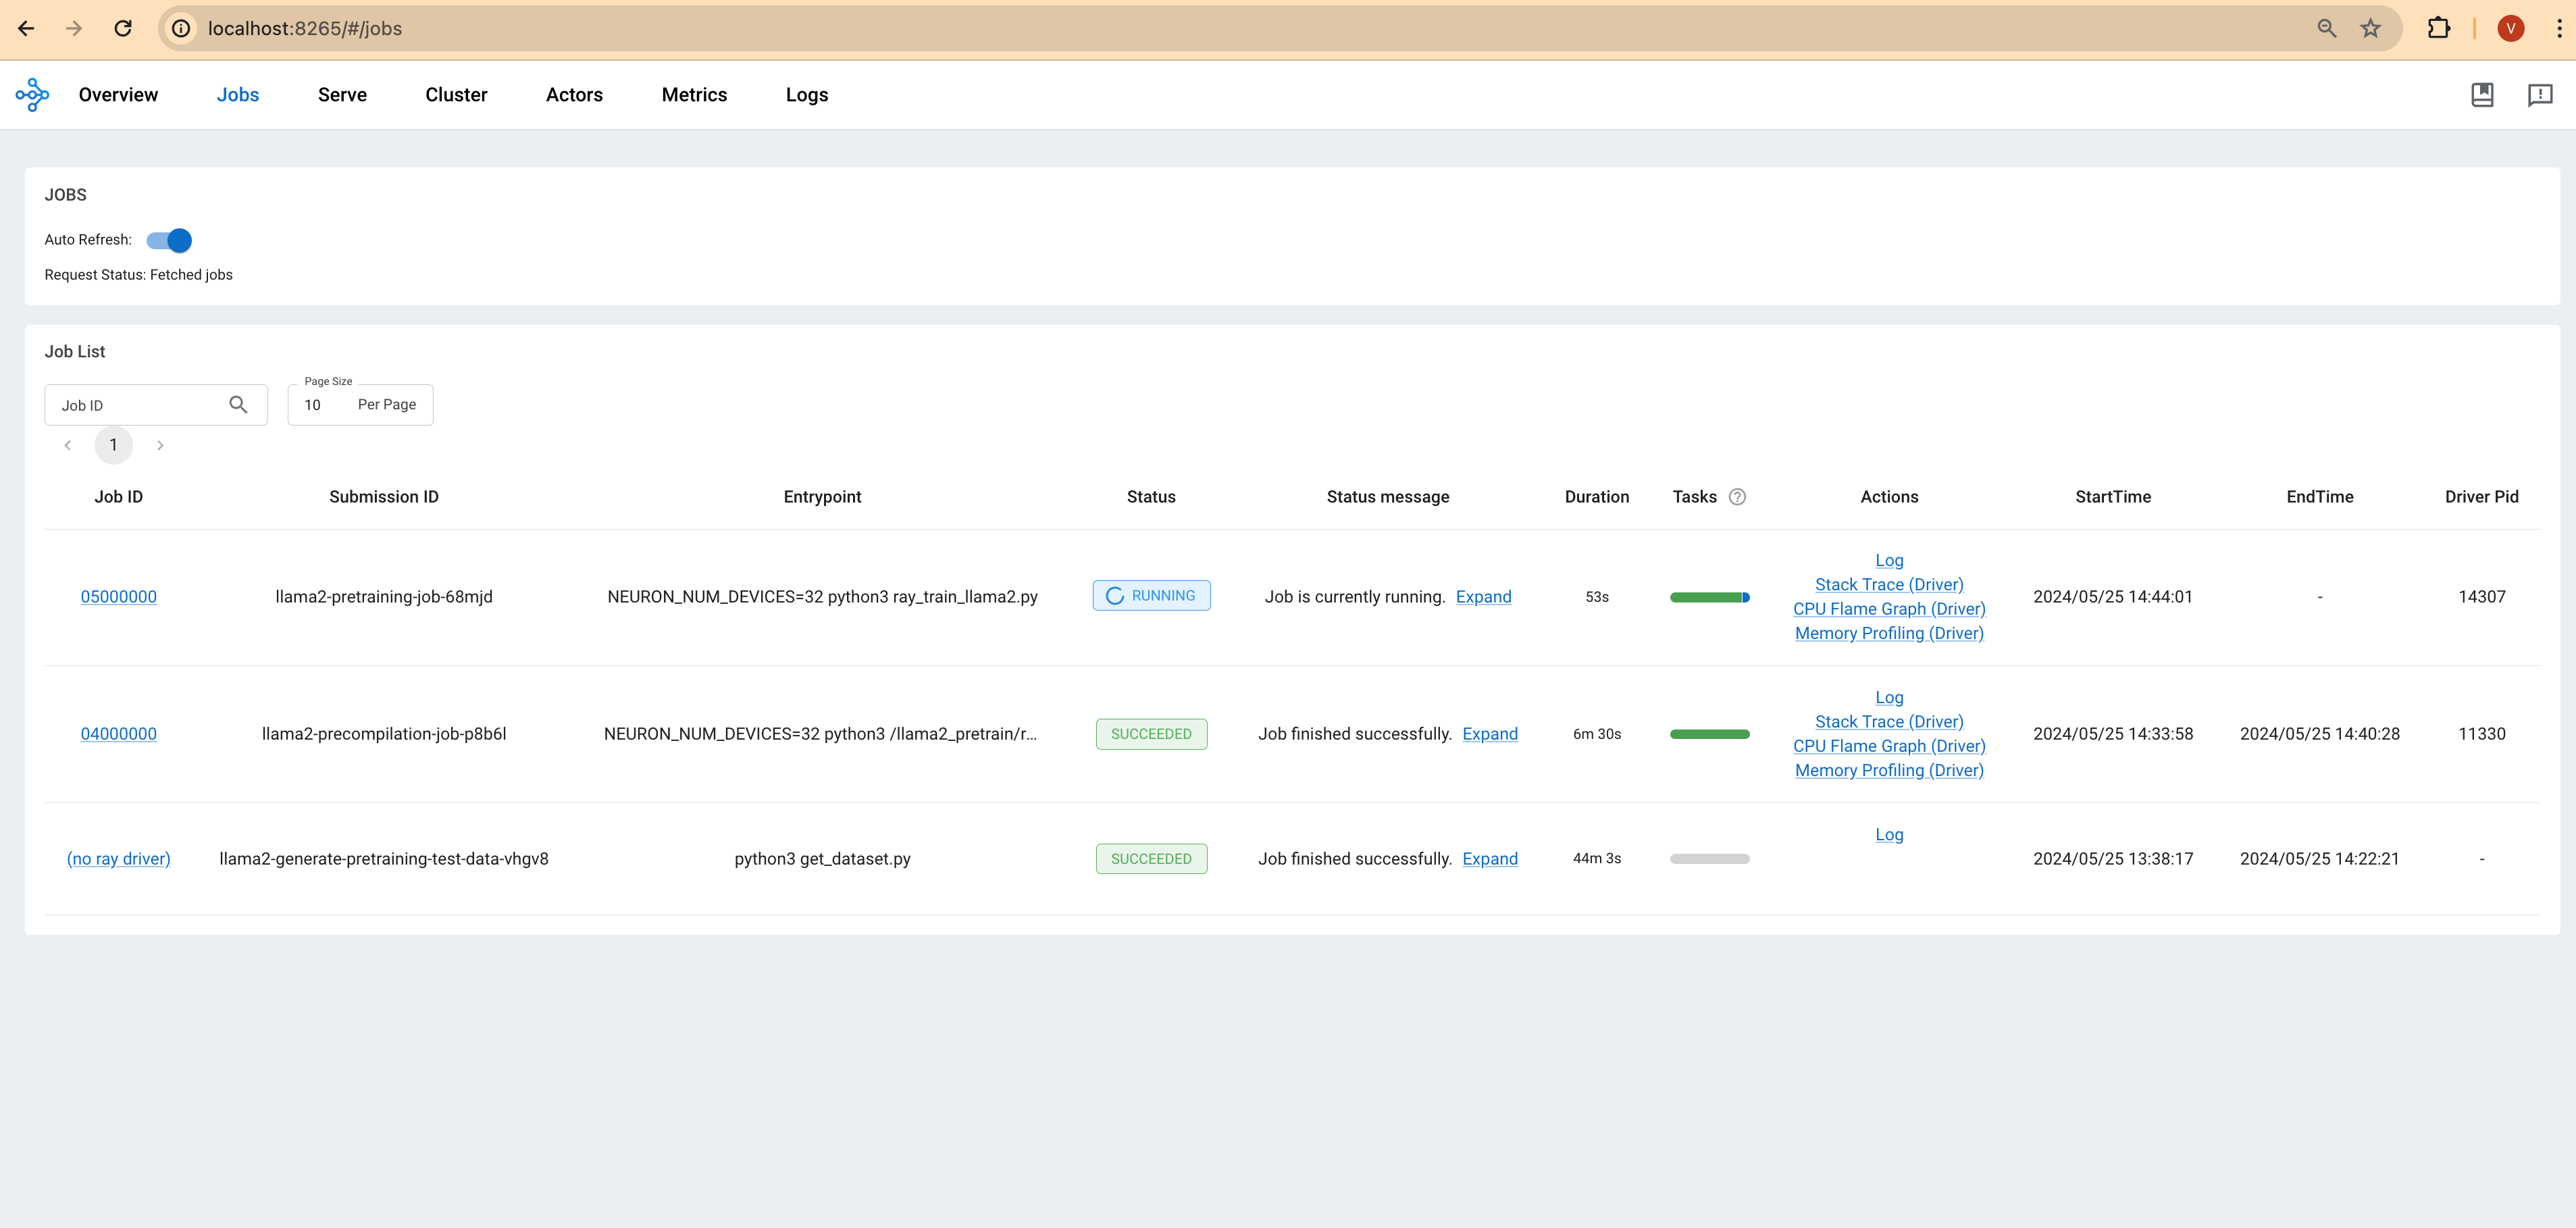 localhost:8265/#/jobs
V
Overview Jobs Serve Cluster Actors Metrics Logs
JOBS
Auto Refresh:
Request Status: Fetched jobs
Job List
Page Size
Job ID 10 Per Page
1
Job ID Submission ID Entrypoint Status Status message Duration Tasks ? Actions StartTime EndTime Driver Pid
05000000 llama2-pretraining-job-68mjd NEURON_NUM_DEVICES=32 python3 ray_train_llama2.py RUNNING Job is currently running. Expand 53s Log
Stack Trace (Driver)
CPU Flame Graph (Driver)
Memory Profiling (Driver)
2024/05/25 14:44:01 - 14307
04000000 llama2-precompilation-job-p8b6l NEURON_NUM_DEVICES=32 python3 /llama2_pretrain/r... SUCCEEDED Job finished successfully. Expand 6m 30s Log
Stack Trace (Driver)
CPU Flame Graph (Driver)
Memory Profiling (Driver)
2024/05/25 14:33:58 2024/05/25 14:40:28 11330
(no ray driver) llama2-generate-pretraining-test-data-vhgv8 python3 get_dataset.py SUCCEEDED Job finished successfully. Expand 44m 3s Log
2024/05/25 13:38:17 2024/05/25 14:22:21 -